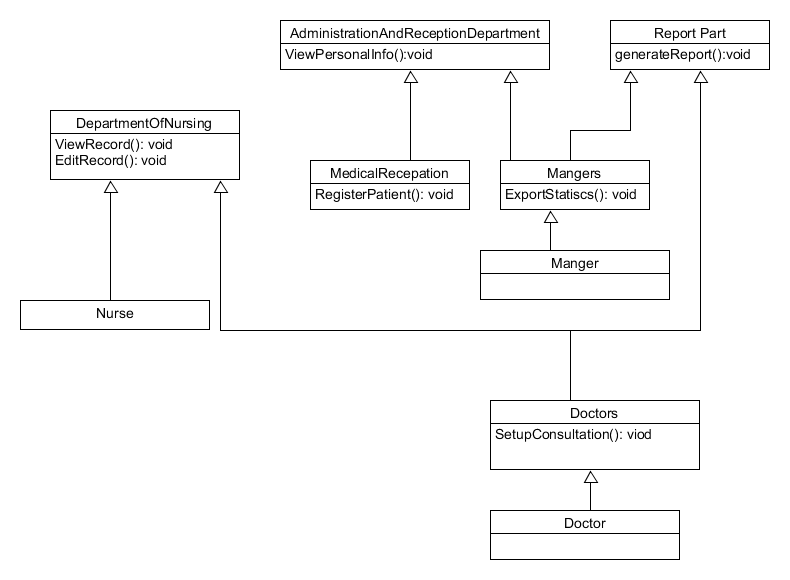 AdministrationAndReceptionDepartment
ViewPersonalInfo():void
Report Part
generateReport():void
DepartmentOfNursing
ViewRecord(): void
EditRecord(): void
MedicalRecepation
RegisterPatient(): void
Mangers
ExportStatiscs(): void
Manger
Nurse
Doctors
SetupConsultation(): viod
Doctor